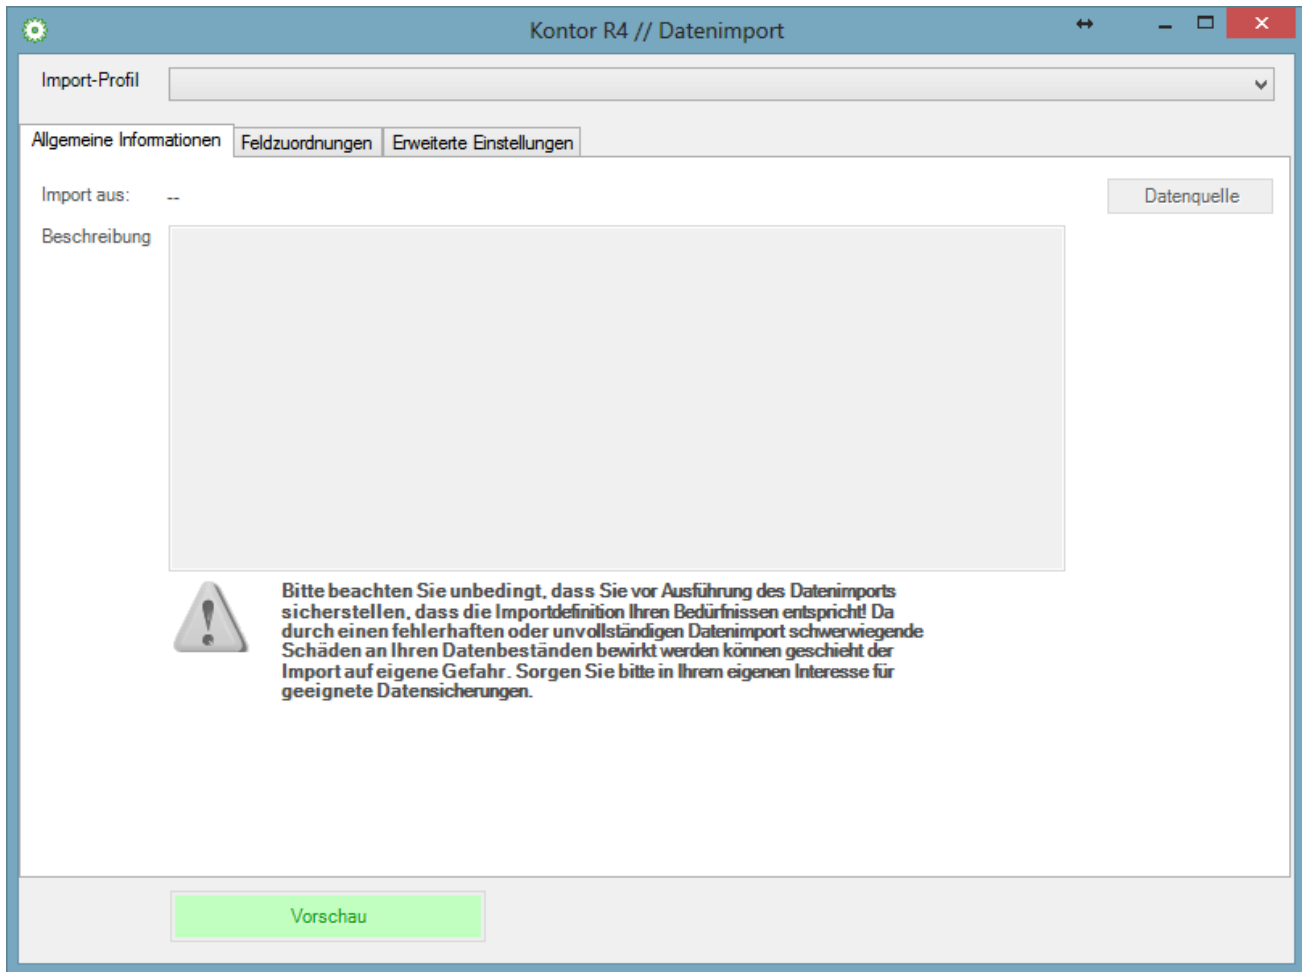 Kontor R4 // Datenimport
Import-Profil
Allgemeine Informationen Feldzuordnungen Erweiterte Einstellungen
Import aus: -- Datenquelle
Beschreibung
Bitte beachten Sie unbedingt, dass Sie vor Ausführung des Datenimports
sicherstellen, dass die Importdefinition Ihren Bedürfnissen entspricht! Da
durch einen fehlerhaften oder unvollständigen Datenimport schwerwiegende
Schäden an Ihren Datenbeständen bewirkt werden können geschieht der
Import auf eigene Gefahr. Sorgen Sie bitte in Ihrem eigenen Interesse für
geeignete Datensicherungen.
Vorschau